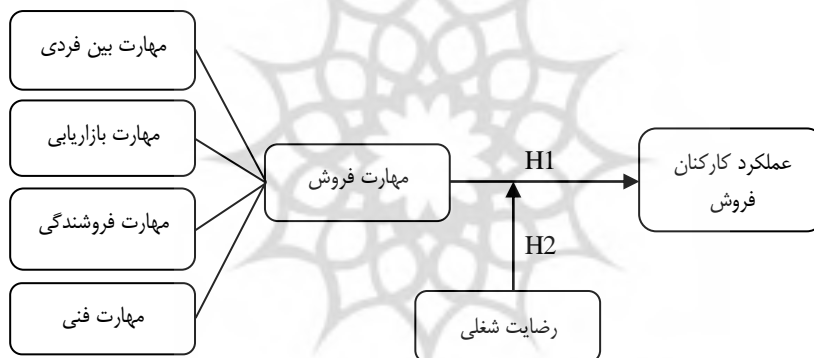 مهارت بین فردی
مهارت بازاریابی
مهارت فروشندگی
مهارت فنی
مهارت فروش
H1
H2
رضایت شغلی
عملکرد کارکنان
فروش